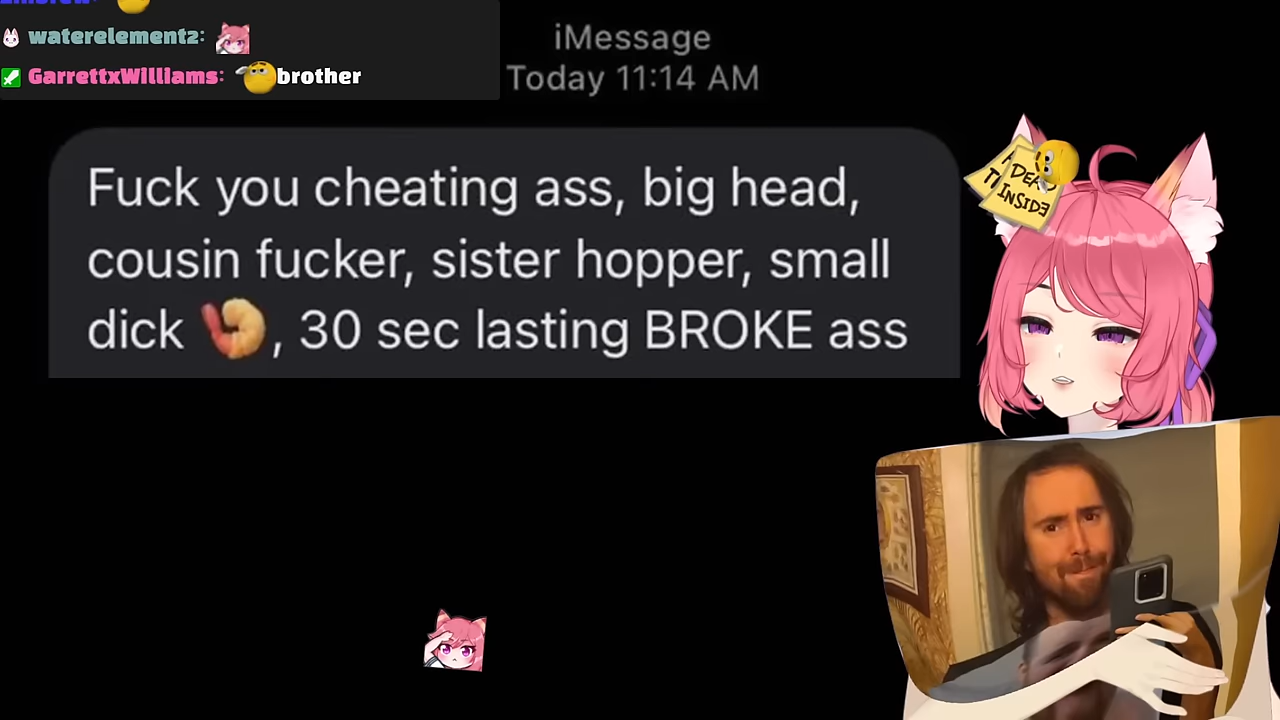 waterelement2:
GarrettxWilliams: brother
iMessage
Today 11:14 AM
Fuck you cheating ass, big head,
cousin fucker, sister hopper, small
dick 🍤, 30 sec lasting BROKE ass
DEAD
INSIDE